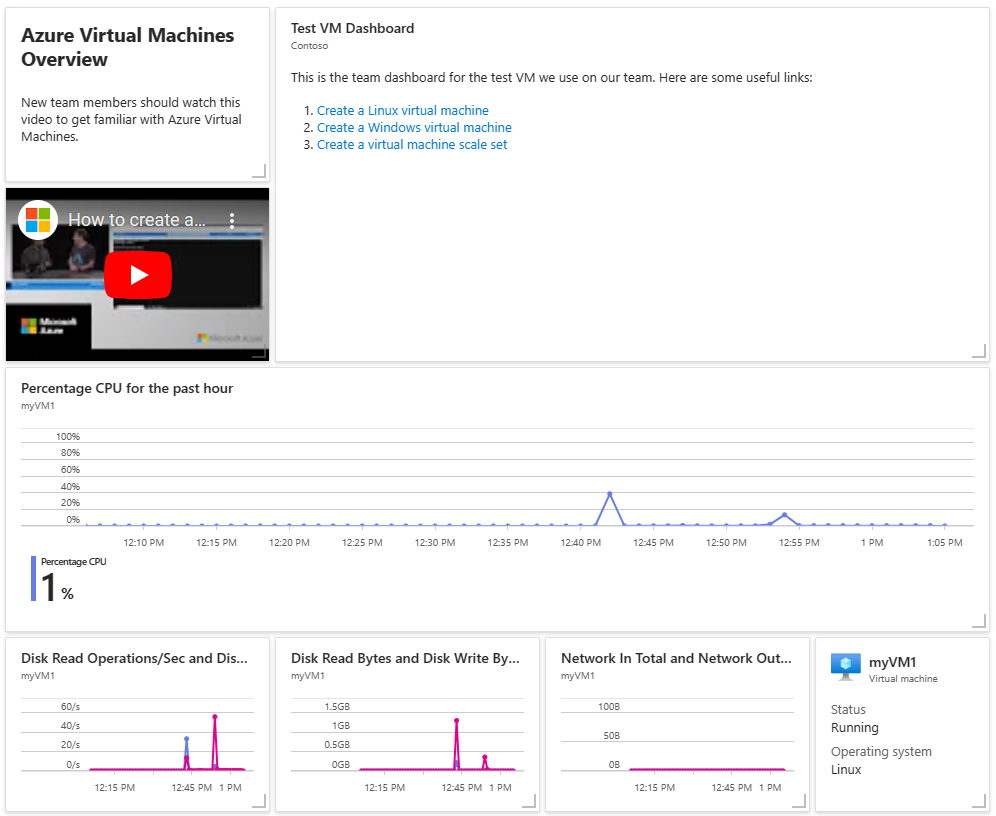 Azure Virtual Machines
Overview
New team members should watch this
video to get familiar with Azure Virtual
Machines.
Test VM Dashboard
Contoso
This is the team dashboard for the test VM we use on our team. Here are some useful links:
1. Create a Linux virtual machine
2. Create a Windows virtual machine
3. Create a virtual machine scale set
How to create a...
Microsoft
Azure
Microsoft Azure
Percentage CPU for the past hour
myVM1
100%
80%
60%
40%
20%
0%
12:10 PM 12:15 PM 12:20 PM 12:25 PM 12:30 PM 12:35 PM 12:40 PM 12:45 PM 12:50 PM 12:55 PM 1 PM 1:05 PM
Percentage CPU
1 %
Disk Read Operations/Sec and Dis...
myVM1
60/s
40/s
20/s
0/s
12:15 PM 12:45 PM 1 PM
Disk Read Bytes and Disk Write By...
myVM1
1.5GB
1GB
0.5GB
0GB
12:15 PM 12:45 PM 1 PM
Network In Total and Network Out...
myVM1
100B
50B
0B
12:15 PM 12:45 PM 1 PM
myVM1
Virtual machine
Status
Running
Operating system
Linux